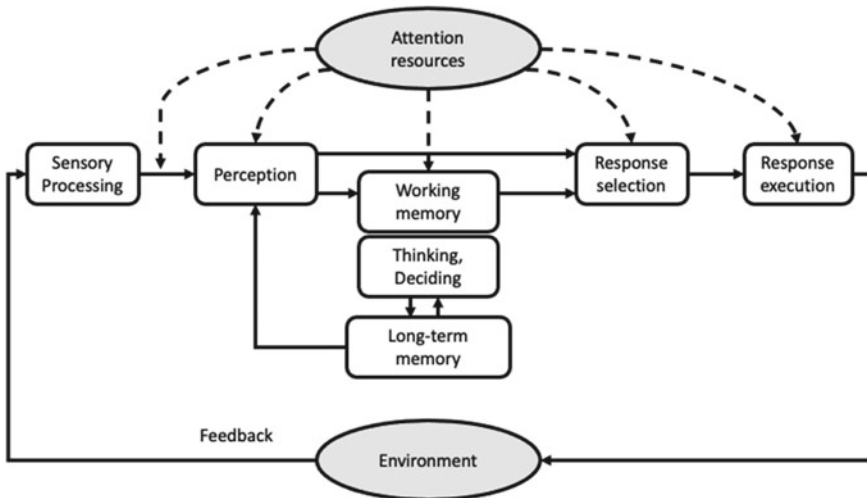 Attention
resources
Sensory
Processing
Perception
Working
memory
Response
selection
Response
execution
Thinking,
Deciding
Long-term
memory
Feedback
Environment